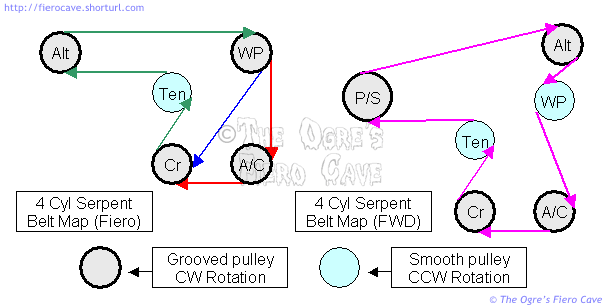 http://fierocave.shorturl.com/
Alt
WP
Ten
Cr
A/C
Alt
P/S
WP
Ten
Cr
A/C
©The Ogre's
Fiero Cave
4 Cyl Serpent
Belt Map (Fiero)
4 Cyl Serpent
Belt Map (FWD)
Grooved pulley
CW Rotation
Smooth pulley
CCW Rotation
© The Ogre's Fiero Cave